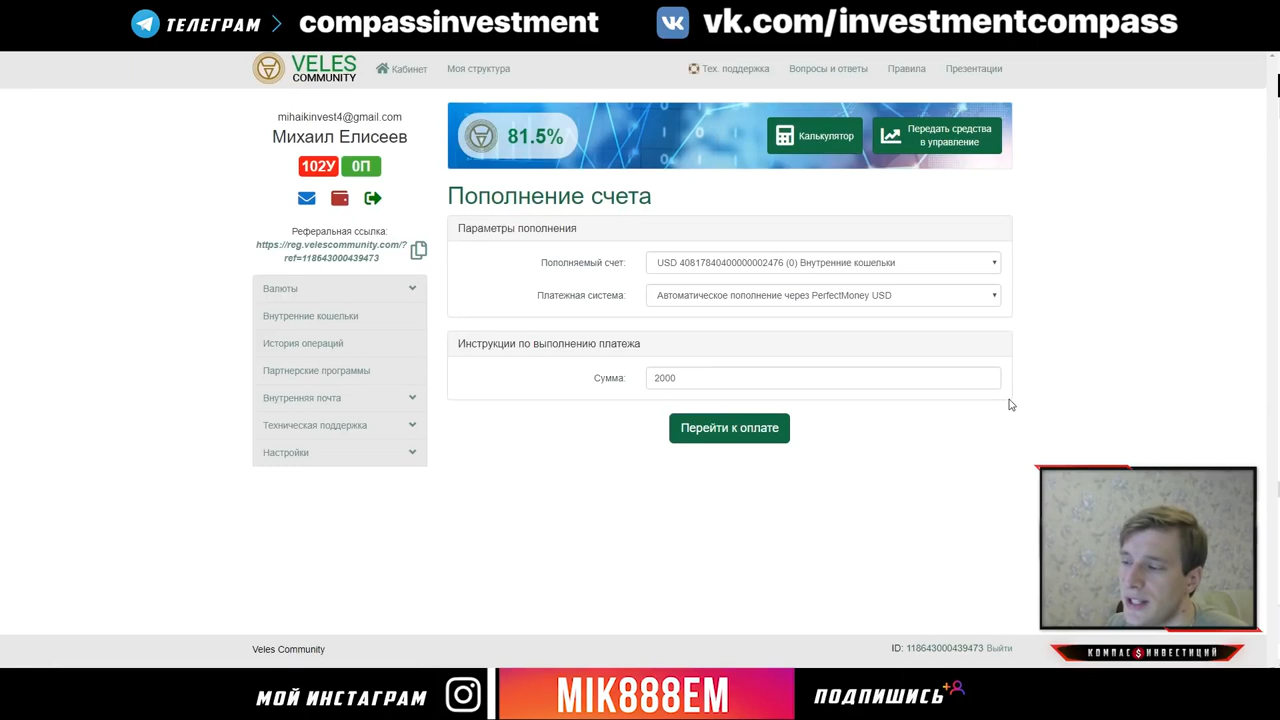 ТЕЛЕГРАМ > compassinvestment
vk.com/investmentcompass
VELES
COMMUNITY
Кабинет
Моя структура
Тех. поддержка
Вопросы и ответы
Правила
Презентации
mihaikinvest4@gmail.com
Михаил Елисеев
102У 0П
Реферальная ссылка:
https://reg.velescommunity.com/?
ref=118643000439473
Валюты
Внутренние кошельки
История операций
Партнерские программы
Внутренняя почта
Техническая поддержка
Настройки
81.5%
Калькулятор
Передать средства
в управление
Пополнение счета
Параметры пополнения
Пополняемый счет: USD 40817840400000002476 (0) Внутренние кошельки
Платежная система: Автоматическое пополнение через PerfectMoney USD
Инструкции по выполнению платежа
Сумма: 2000
Перейти к оплате
Veles Community
ID: 118643000439473 Выйти
КОМПАС $ ИНВЕСТИЦИЙ
МОЙ ИНСТАГРАМ
MIK888EM
ПОДПИШИСЬ